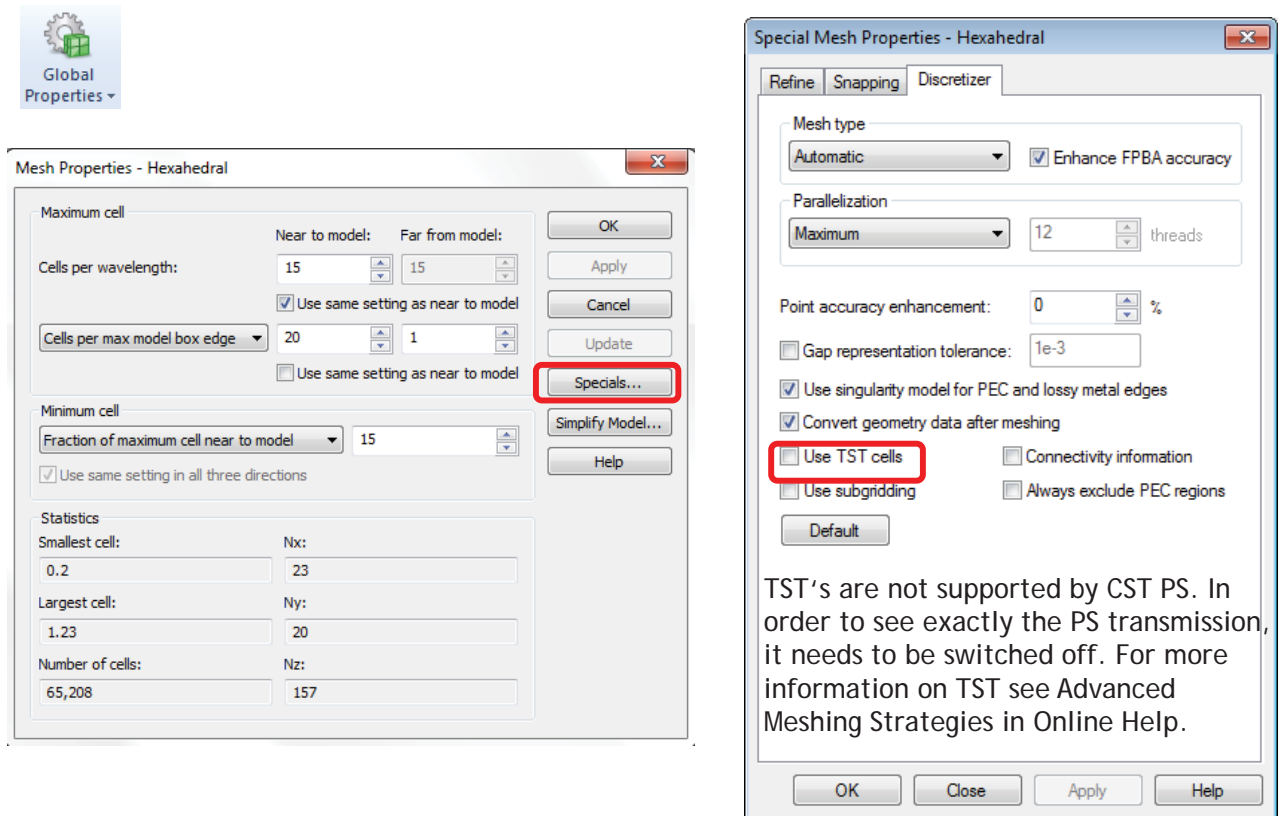 Global
Properties
Mesh Properties - Hexahedral
Maximum cell
Near to model: Far from model:
Cells per wavelength: 15 15
Use same setting as near to model
Cells per max model box edge 20 1
Use same setting as near to model
Minimum cell
Fraction of maximum cell near to model 15
Use same setting in all three directions
Statistics
Smallest cell: Nx:
0.2 23
Largest cell: Ny:
1.23 20
Number of cells: Nz:
65,208 157
OK
Apply
Cancel
Update
Specials...
Simplify Model...
Help
Special Mesh Properties - Hexahedral
Refine Snapping Discretizer
Mesh type
Automatic Enhance FPBA accuracy
Parallelization
Maximum 12 threads
Point accuracy enhancement: 0 %
Gap representation tolerance: 1e-3
Use singularity model for PEC and lossy metal edges
Convert geometry data after meshing
Use TST cells Connectivity information
Use subgridding Always exclude PEC regions
Default
TST‘s are not supported by CST PS. In
order to see exactly the PS transmission,
it needs to be switched off. For more
information on TST see Advanced
Meshing Strategies in Online Help.
OK Close Apply Help